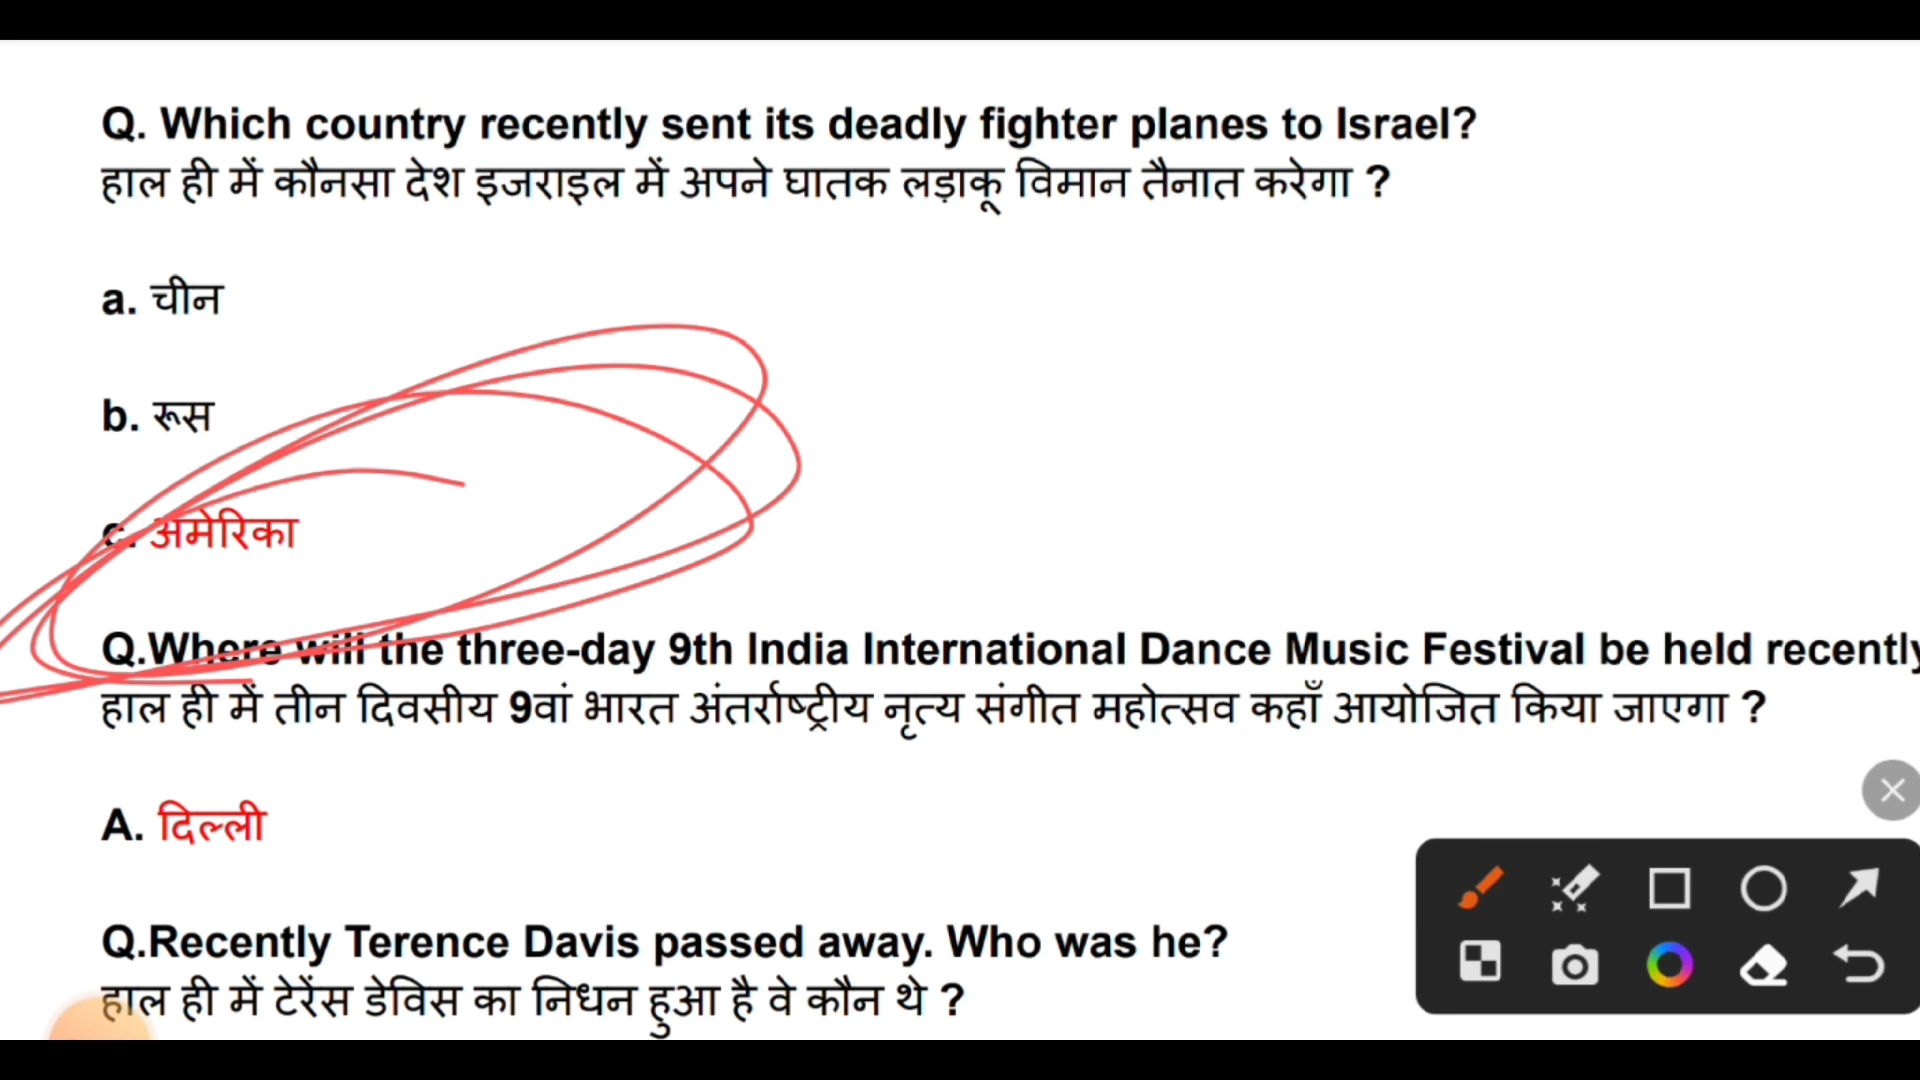 Q. Which country recently sent its deadly fighter planes to Israel?
हाल ही में कौनसा देश इजराइल में अपने घातक लड़ाकू विमान तैनात करेगा ?
a. चीन
b. रूस
c. अमेरिका
Q.Where will the three-day 9th India International Dance Music Festival be held recently
हाल ही में तीन दिवसीय 9वां भारत अंतर्राष्ट्रीय नृत्य संगीत महोत्सव कहाँ आयोजित किया जाएगा ?
A. दिल्ली
Q.Recently Terence Davis passed away. Who was he?
हाल ही में टेरेंस डेविस का निधन हुआ है वे कौन थे ?